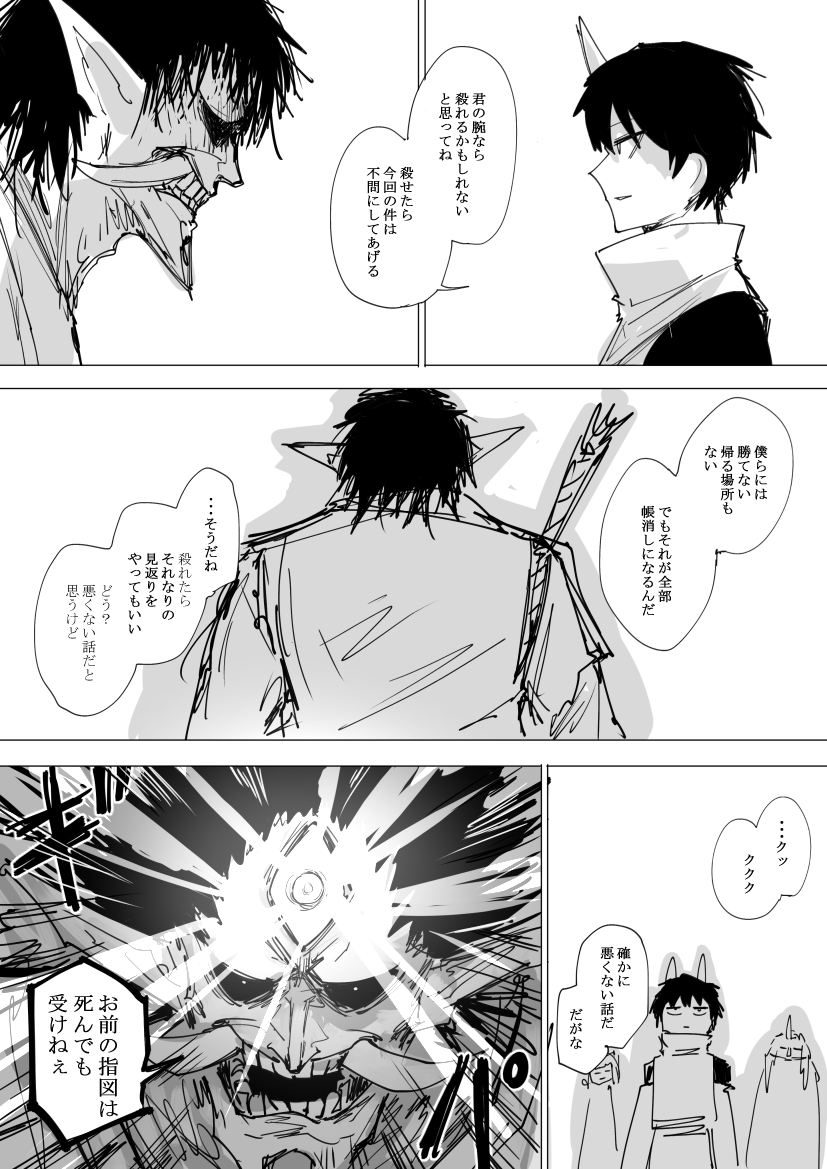 君の腕なら
殺れるかもしれない
と思ってね
殺せたら
今回の件は
不問にしてあげる
僕らには
勝てない
帰る場所も
ない
でもそれが全部
帳消しになるんだ
・・・そうだね
殺れたら
それなりの
見返りを
やってもいい
どう？
悪くない話だと
思うけど
・・・クッ
ククク
確かに
悪くない話だ
だがな
お前の指図は
死んでも
受けねぇ